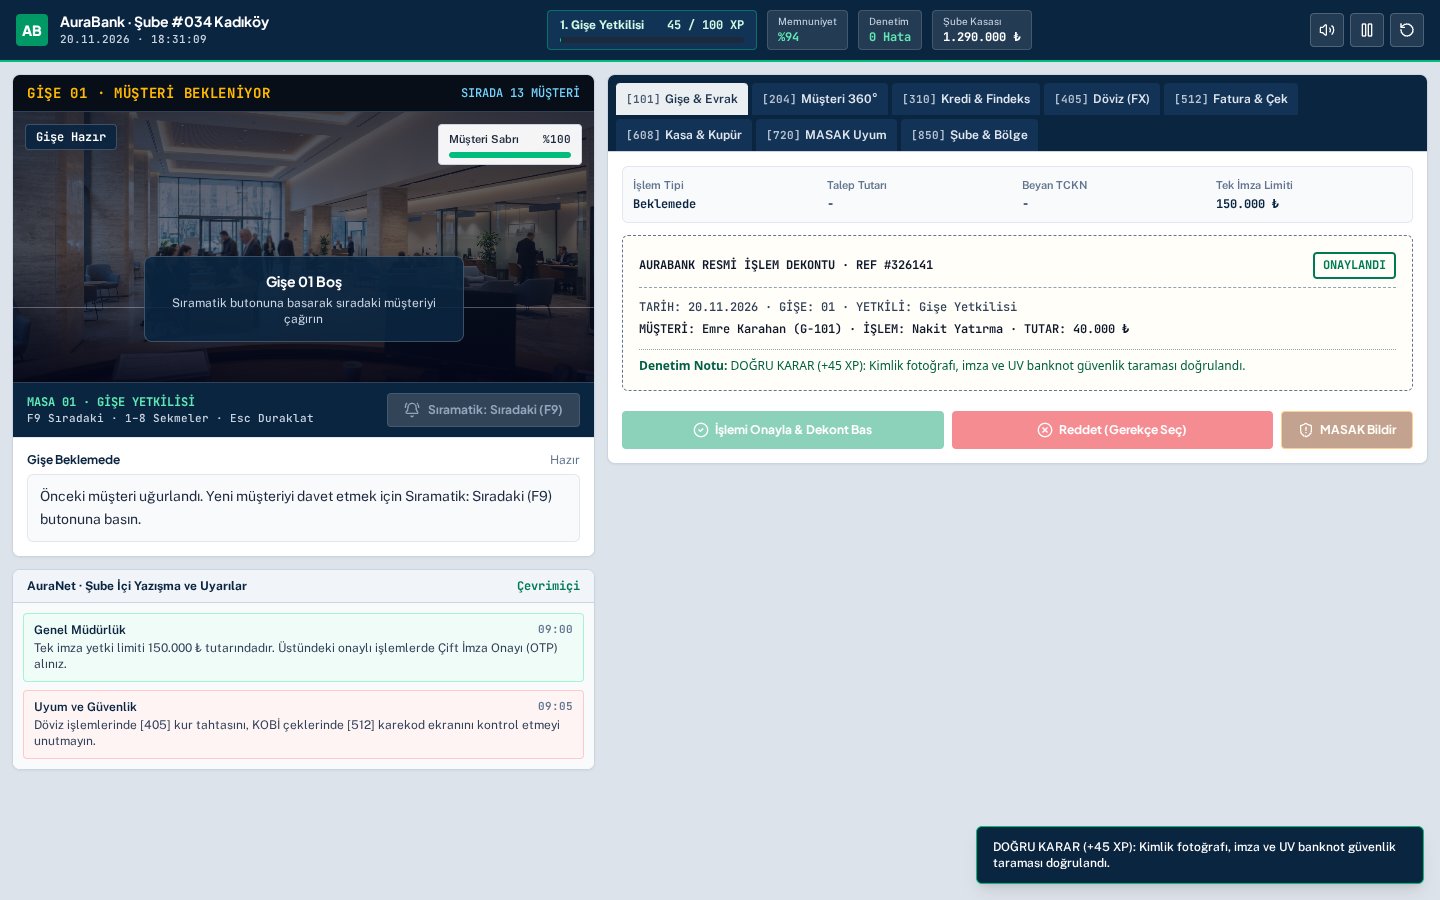 AB
AuraBank · Şube #034 Kadıköy
20.11.2026 · 18:31:09
1. Gişe Yetkilisi 45 / 100 XP
Memnuniyet
%94
Denetim
0 Hata
Şube Kasası
1.290.000 ₺
GİŞE 01 · MÜŞTERİ BEKLENİYOR
SIRADA 13 MÜŞTERİ
Gişe Hazır
Müşteri Sabrı %100
Gişe 01 Boş
Sıramatik butonuna basarak sıradaki müşteriyi
çağırın
MASA 01 · GİŞE YETKİLİSİ
F9 Sıradaki · 1-8 Sekmeler · Esc Duraklat
Sıramatik: Sıradaki (F9)
Gişe Beklemede
Hazır
Önceki müşteri uğurlandı. Yeni müşteriyi davet etmek için Sıramatik: Sıradaki (F9)
butonuna basın.
AuraNet · Şube İçi Yazışma ve Uyarılar
Çevrimiçi
Genel Müdürlük
09:00
Tek imza yetki limiti 150.000 ₺ tutarındadır. Üstündeki onaylı işlemlerde Çift İmza Onayı (OTP)
alınız.
Uyum ve Güvenlik
09:05
Döviz işlemlerinde [405] kur tahtasını, KOBİ çeklerinde [512] karekod ekranını kontrol etmeyi
unutmayın.
[101] Gişe & Evrak
[204] Müşteri 360°
[310] Kredi & Findeks
[405] Döviz (FX)
[512] Fatura & Çek
[608] Kasa & Kupür
[720] MASAK Uyum
[850] Şube & Bölge
İşlem Tipi
Beklemede
Talep Tutarı
-
Beyan TCKN
-
Tek İmza Limiti
150.000 ₺
AURABANK RESMİ İŞLEM DEKONTU · REF #326141
ONAYLANDI
TARİH: 20.11.2026 · GİŞE: 01 · YETKİLİ: Gişe Yetkilisi
MÜŞTERİ: Emre Karahan (G-101) · İŞLEM: Nakit Yatırma · TUTAR: 40.000 ₺
Denetim Notu: DOĞRU KARAR (+45 XP): Kimlik fotoğrafı, imza ve UV banknot güvenlik taraması doğrulandı.
İşlemi Onayla & Dekont Bas
Reddet (Gerekçe Seç)
MASAK Bildir
DOĞRU KARAR (+45 XP): Kimlik fotoğrafı, imza ve UV banknot güvenlik
taraması doğrulandı.